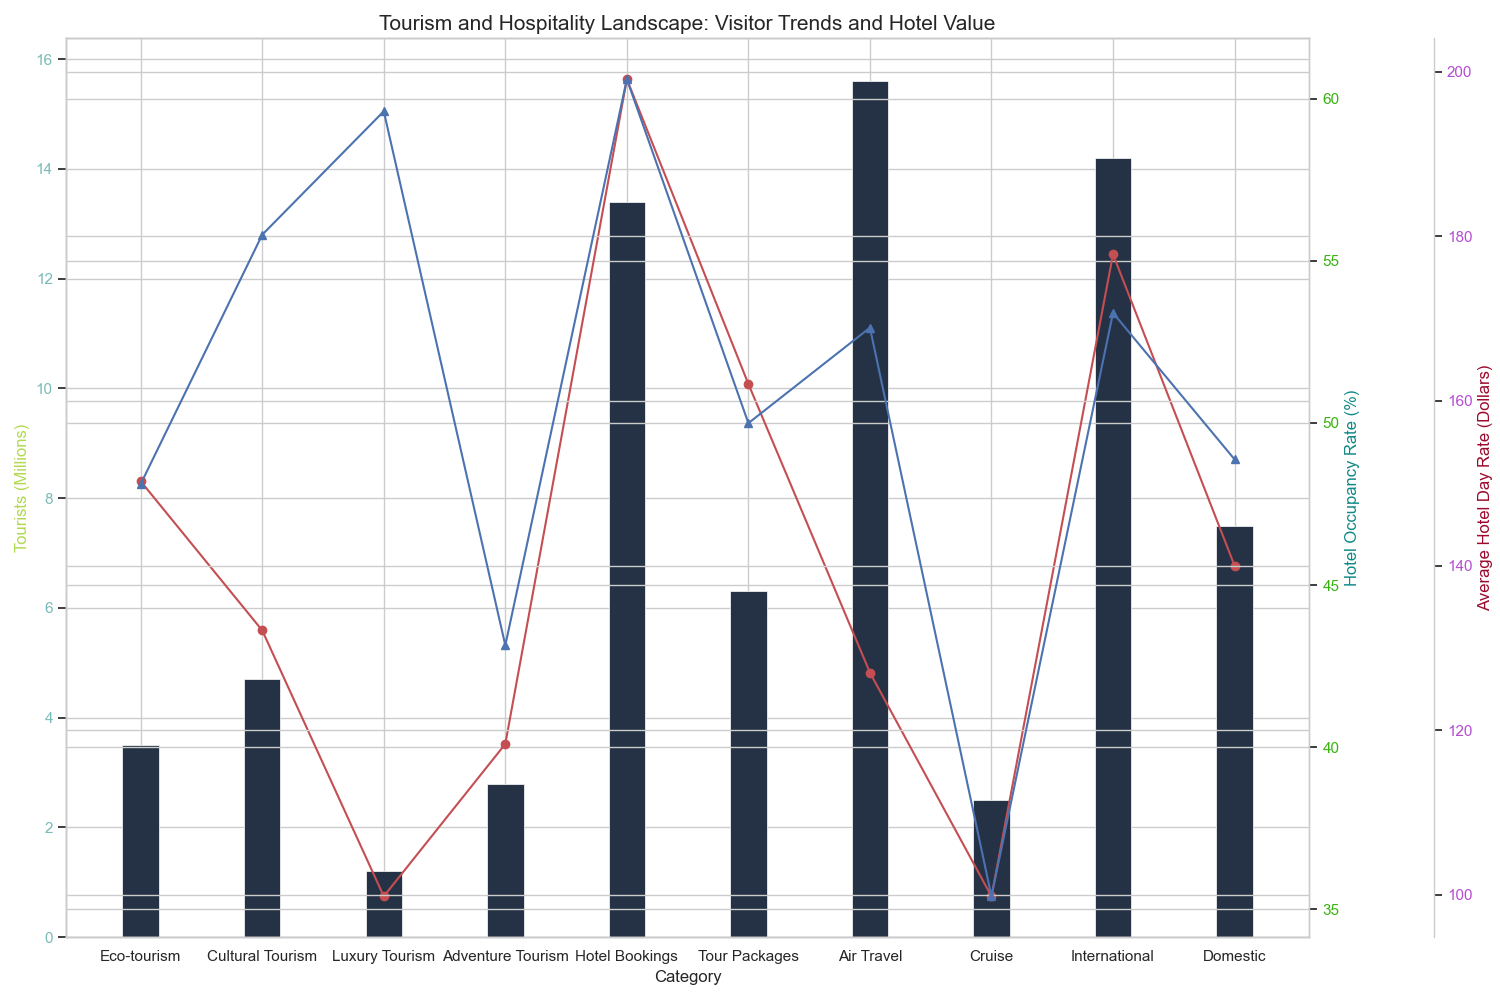 Tourism and Hospitality Landscape: Visitor Trends and Hotel Value
Tourists (Millions)
16
14
12
10
8
6
4
2
0
60
55
50
45
40
35
Hotel Occupancy Rate (%)
200
180
160
140
120
100
Average Hotel Day Rate (Dollars)
Eco-tourism
Cultural Tourism
Luxury Tourism
Adventure Tourism
Hotel Bookings
Tour Packages
Air Travel
Cruise
International
Domestic
Category